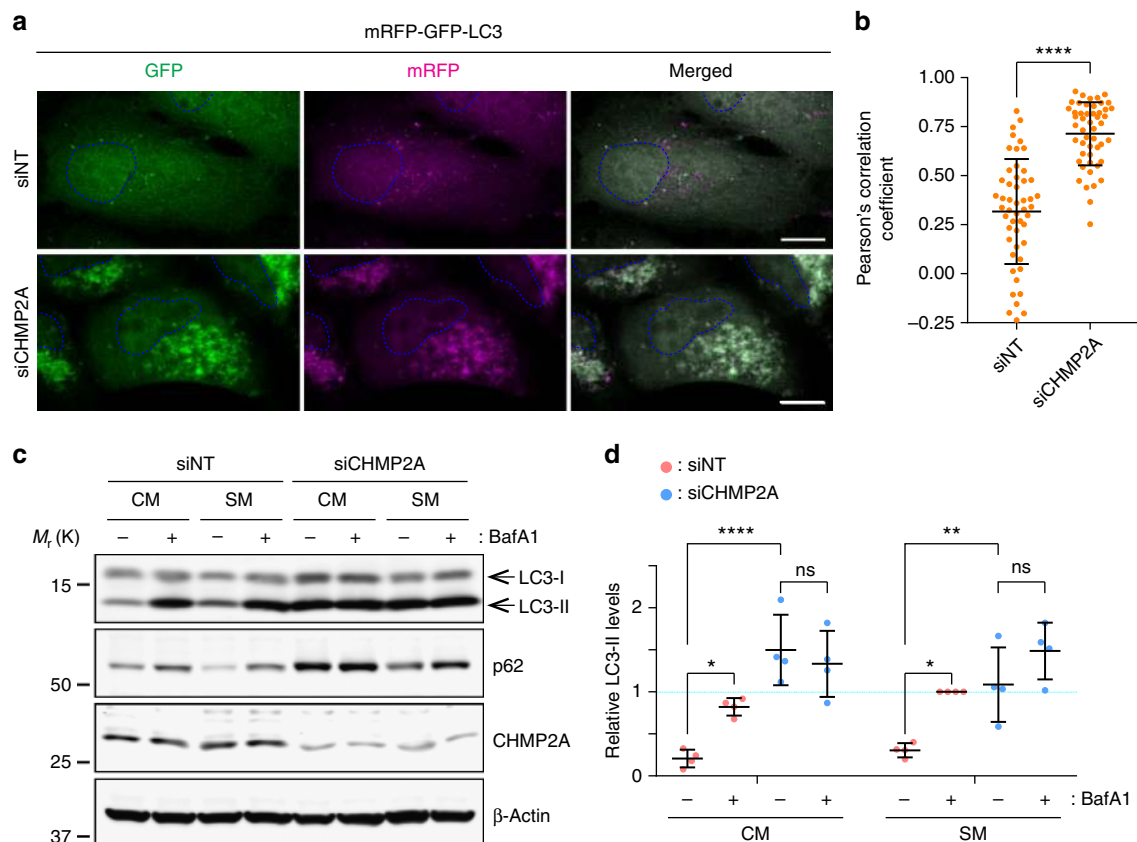 a
mRFP-GFP-LC3
GFP mRFP Merged
siNT
siCHMP2A
b
****
Pearson's correlation
coefficient
1.00
0.75
0.50
0.25
0.00
–0.25
siNT siCHMP2A
c
siNT siCHMP2A
CM SM CM SM
Mr (K) – + – + – + – + : BafA1
15
LC3-I
LC3-II
p62
50
CHMP2A
25
β-Actin
37
d
: siNT
: siCHMP2A
**** **
ns ns
* *
Relative LC3-II levels
2
1
0
– + – + – + – + : BafA1
CM SM